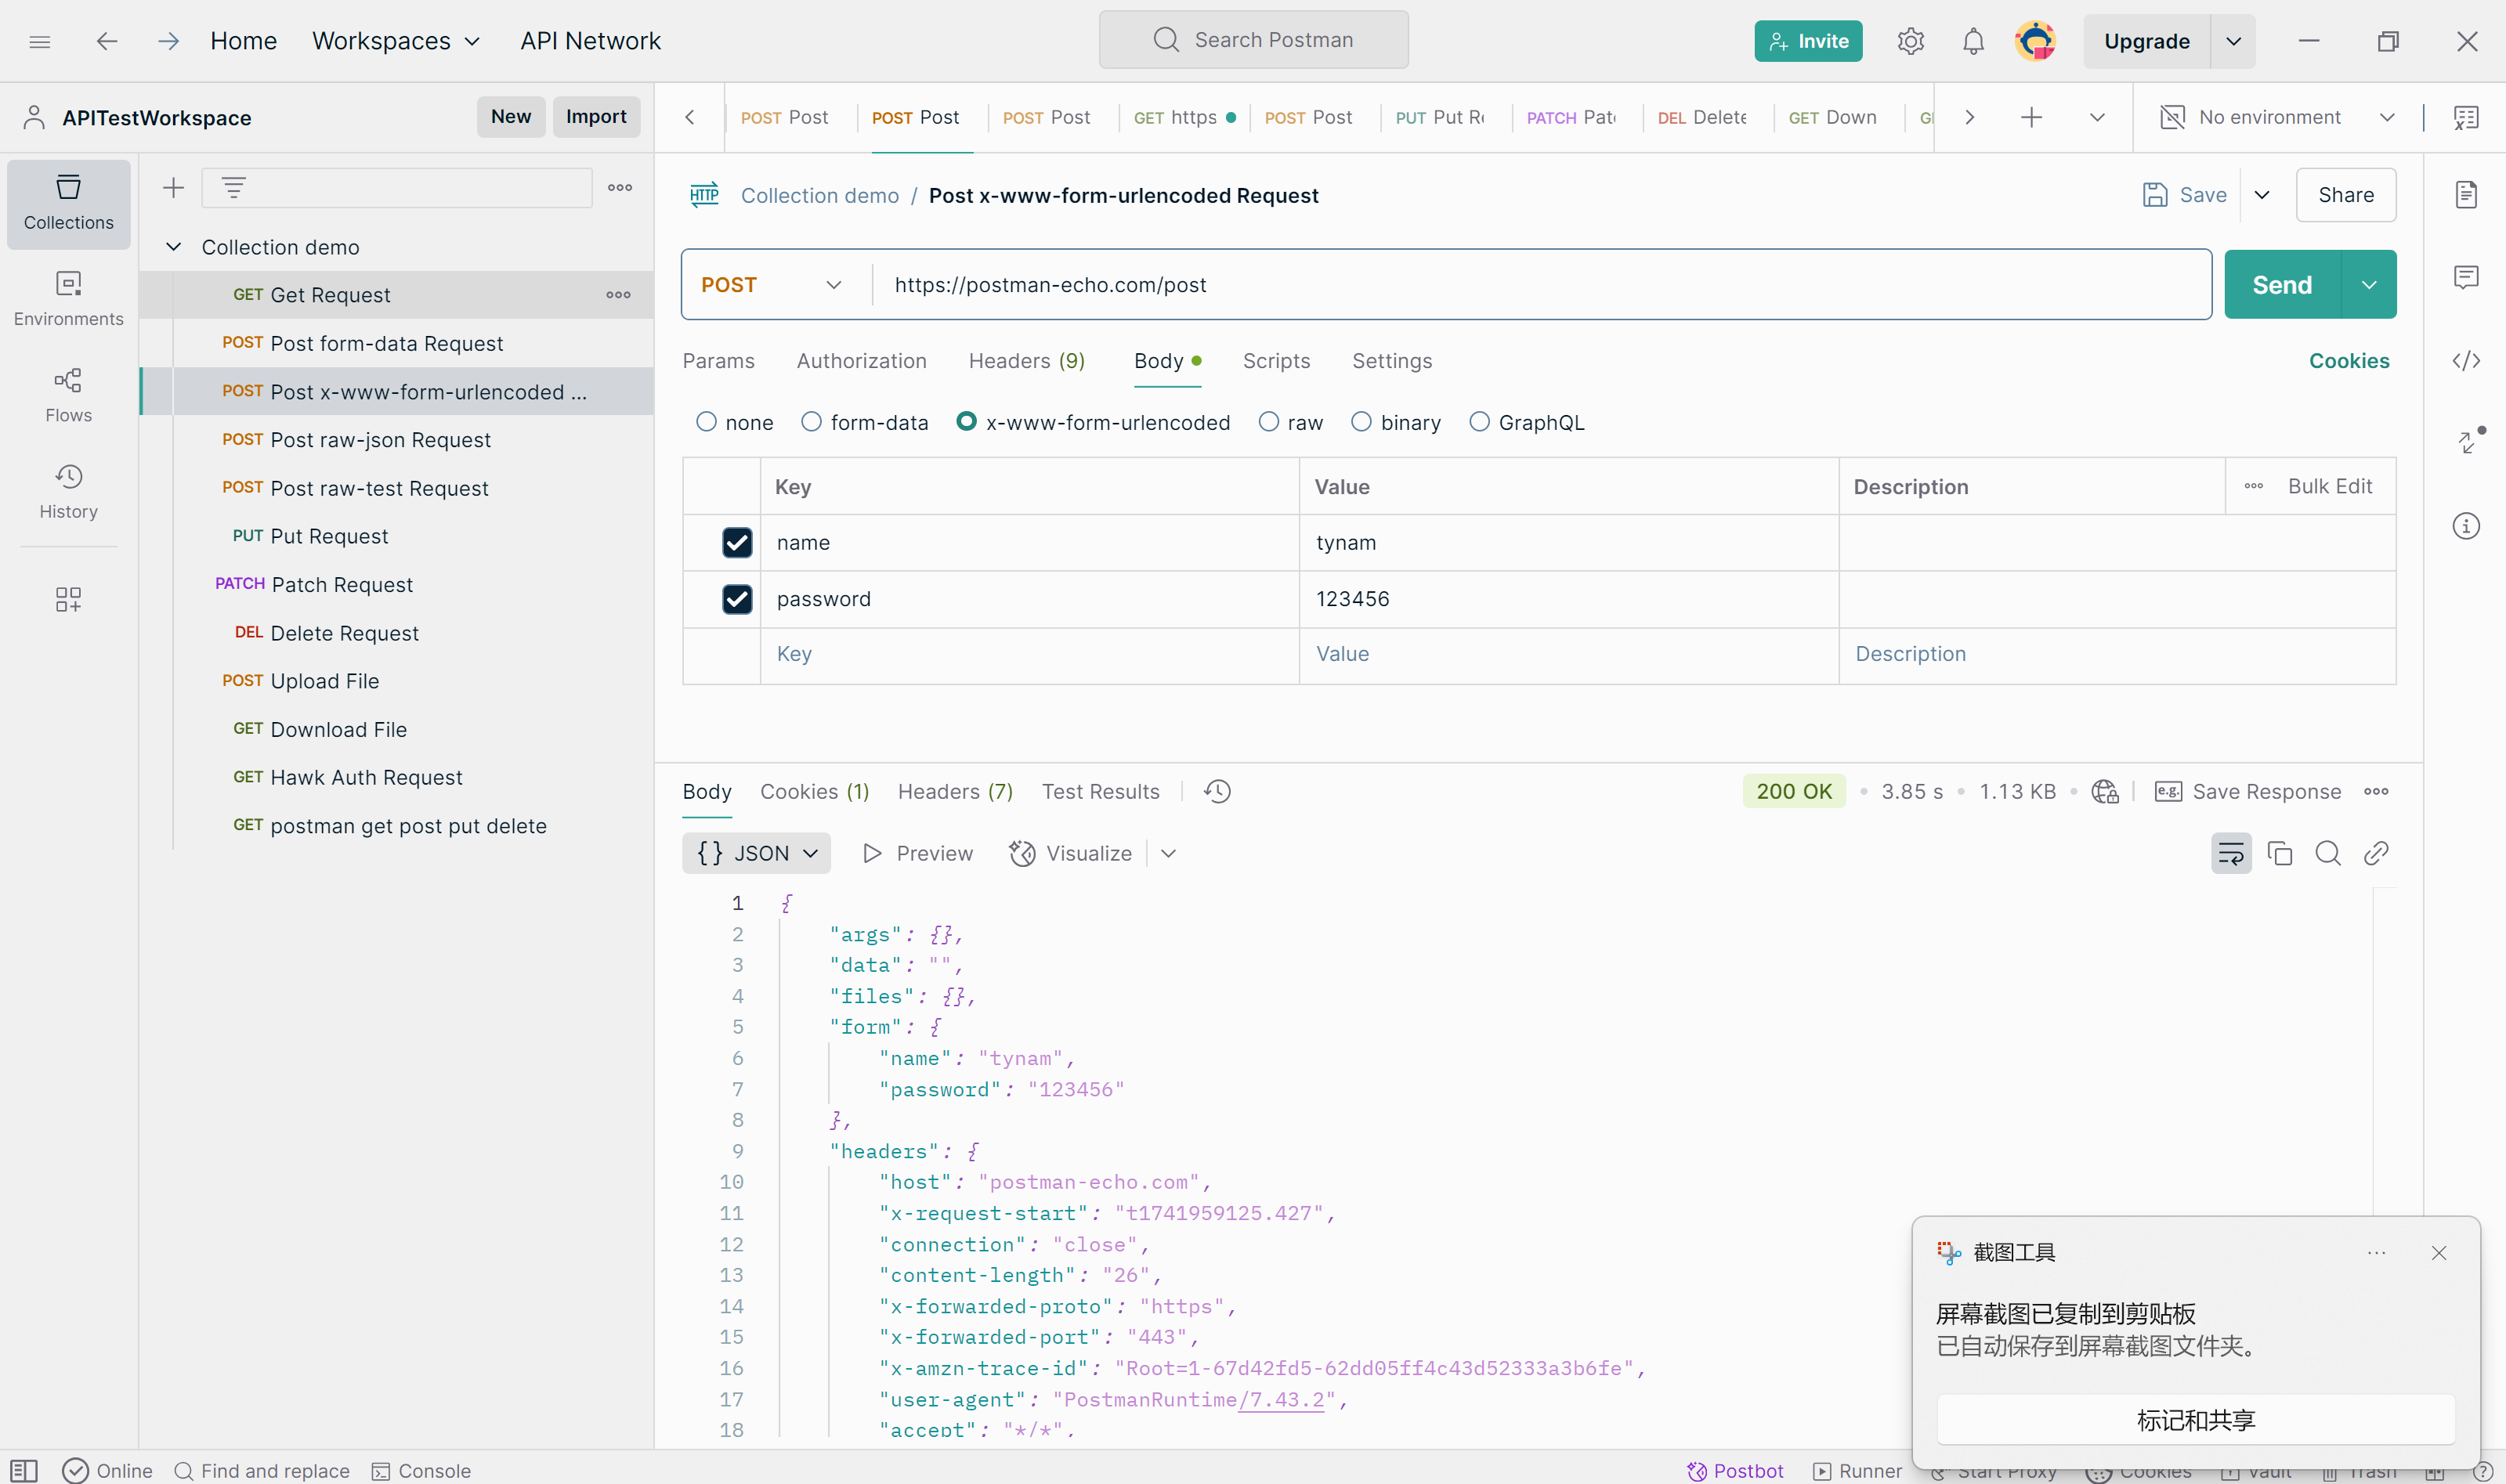 Home Workspaces API Network Search Postman Invite Upgrade
APITestWorkspace New Import POST Post POST Post POST Post GET https POST Post PUT Put PATCH DEL Delete GET Down No environment
Collections
Environments
Flows
History
Collection demo
GET Get Request
POST Post form-data Request
POST Post x-www-form-urlencoded ...
POST Post raw-json Request
POST Post raw-test Request
PUT Put Request
PATCH Patch Request
DEL Delete Request
POST Upload File
GET Download File
GET Hawk Auth Request
GET postman get post put delete
HTTP Collection demo / Post x-www-form-urlencoded Request Save Share
POST https://postman-echo.com/post Send
Params Authorization Headers (9) Body Scripts Settings Cookies
none form-data x-www-form-urlencoded raw binary GraphQL
Key Value Description Bulk Edit
name tynam
password 123456
Key Value Description
Body Cookies (1) Headers (7) Test Results 200 OK 3.85 s 1.13 KB e.g. Save Response
{} JSON Preview Visualize
1 {
2 "args": {},
3 "data": "",
4 "files": {},
5 "form": {
6 "name": "tynam",
7 "password": "123456"
8 },
9 "headers": {
10 "host": "postman-echo.com",
11 "x-request-start": "t1741959125.427",
12 "connection": "close",
13 "content-length": "26",
14 "x-forwarded-proto": "https",
15 "x-forwarded-port": "443",
16 "x-amzn-trace-id": "Root=1-67d42fd5-62dd05ff4c43d52333a3b6fe",
17 "user-agent": "PostmanRuntime/7.43.2",
18 "accept": "*/*",
截图工具
屏幕截图已复制到剪贴板
已自动保存到屏幕截图文件夹。
标记和共享
Online Find and replace Console Postbot Runner Start Proxy Cookies Vault Trash